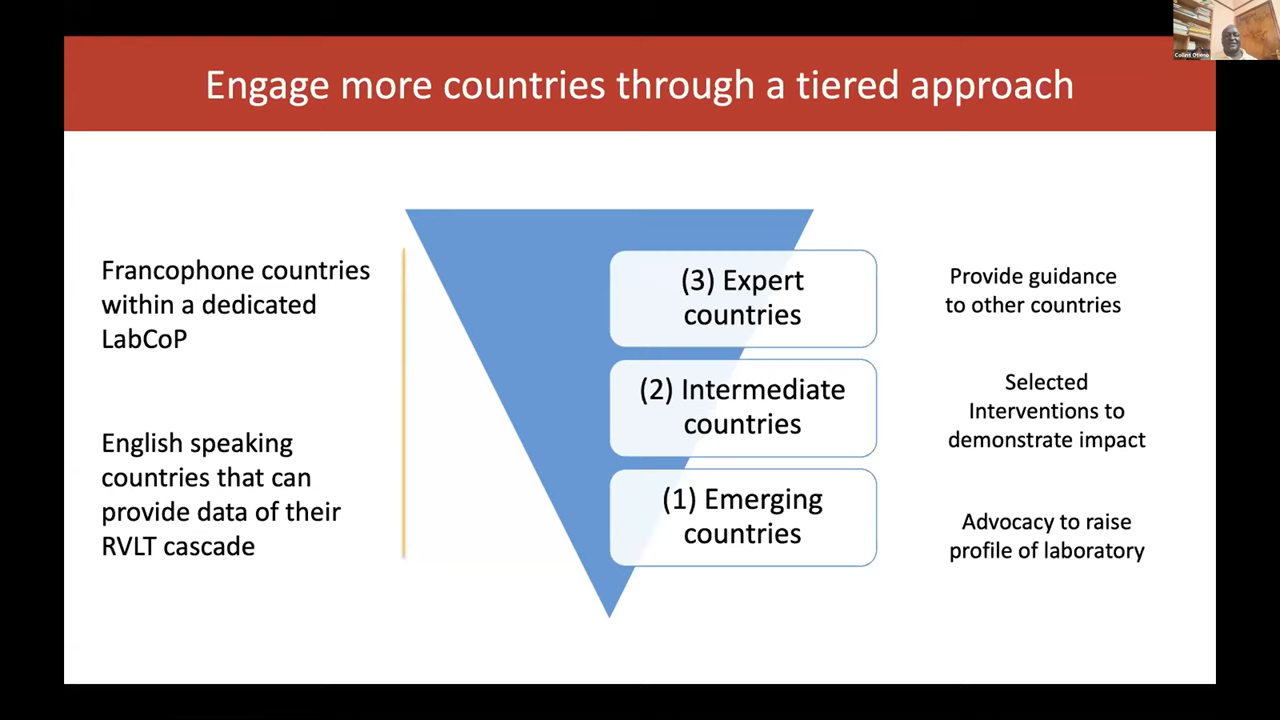 Engage more countries through a tiered approach
Collins Otieno
Francophone countries
within a dedicated
LabCoP
English speaking
countries that can
provide data of their
RVLT cascade
(3) Expert
countries
(2) Intermediate
countries
(1) Emerging
countries
Provide guidance
to other countries
Selected
Interventions to
demonstrate impact
Advocacy to raise
profile of laboratory